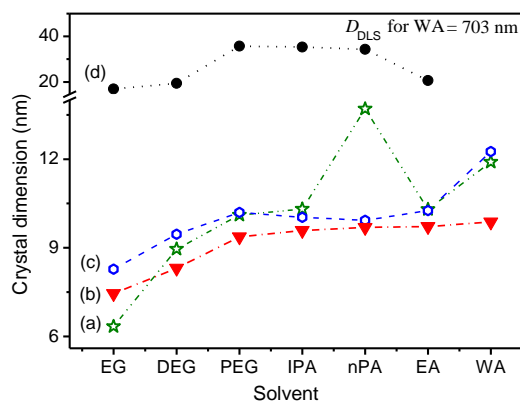 D_DLS for WA = 703 nm
40
(d)
20
Crystal dimension (nm)
12
9
(c)
(b)
(a)
6
EG DEG PEG IPA nPA EA WA
Solvent